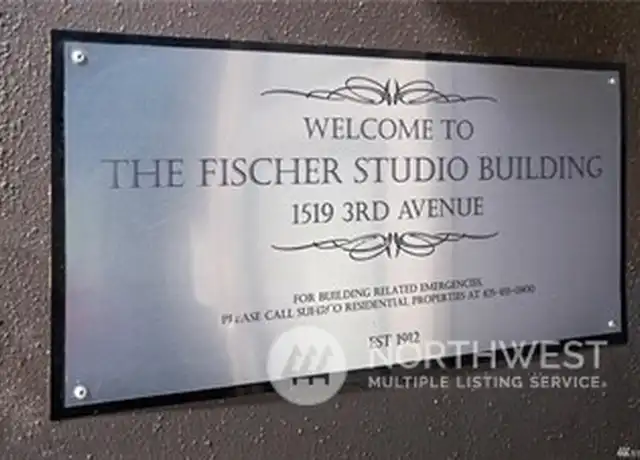 WELCOME TO
THE FISCHER STUDIO BUILDING
1519 3RD AVENUE
FOR BUILDING RELATED EMERGENCIES,
CALL RESIDENTIAL PROPERTIES AT
EST 1912
NORTHWEST
MULTIPLE LISTING SERVICE®